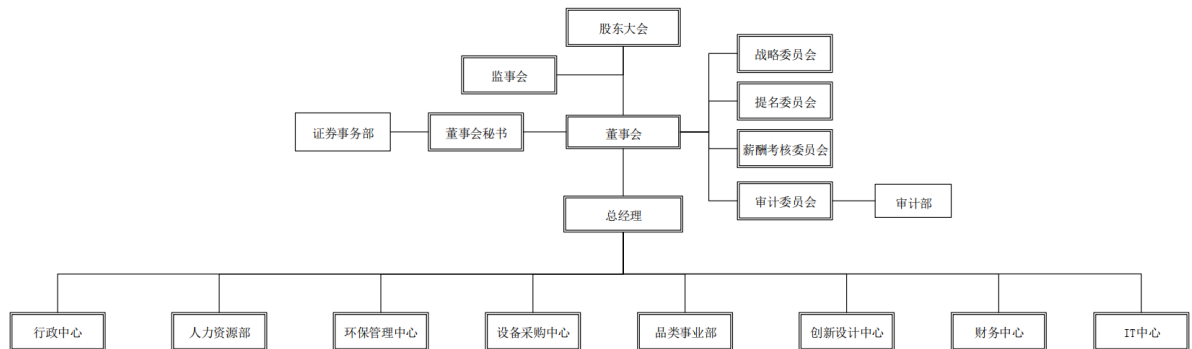 股东大会
监事会
战略委员会
提名委员会
证券事务部
董事会秘书
董事会
薪酬考核委员会
审计委员会
审计部
总经理
行政中心
人力资源部
环保管理中心
设备采购中心
品类事业部
创新设计中心
财务中心
IT中心